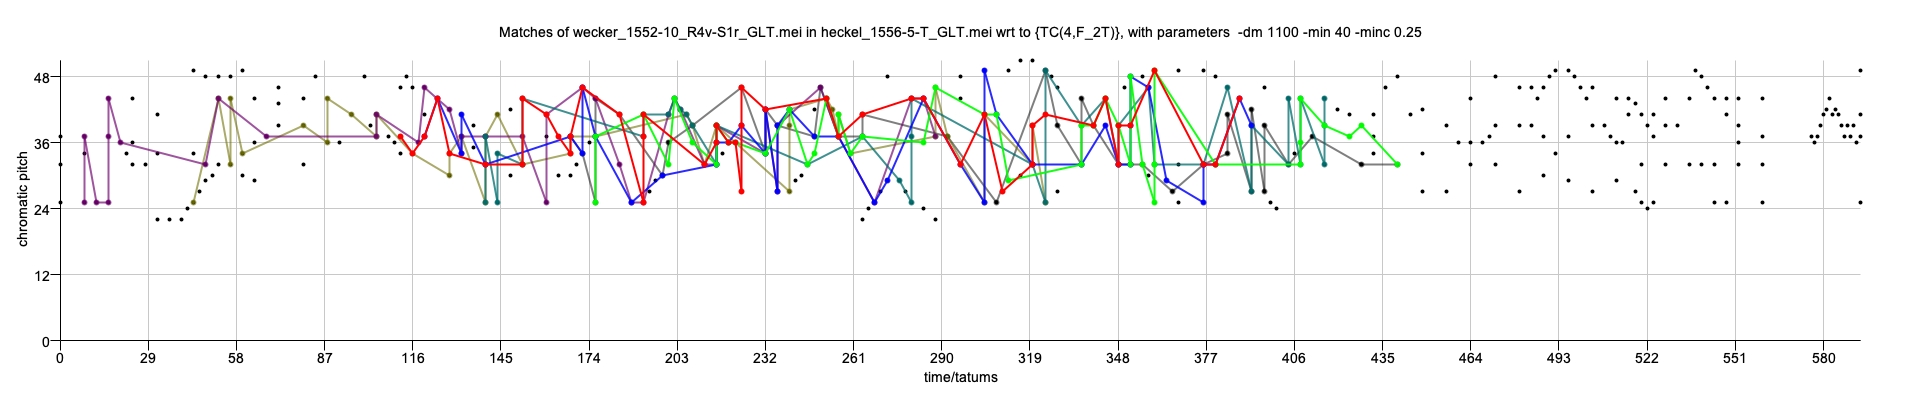 Matches of wecker_1552-10_R4v-S1r_GLT.mei in heckel_1556-5-T_GLT.mei wrt to {TC(4,F_2T)}, with parameters  -dm 1100 -min 40 -minc 0.25
48
36
24
12
0
chromatic pitch
0 29 58 87 116 145 174 203 232 261 290 319 348 377 406 435 464 493 522 551 580
time/tatums